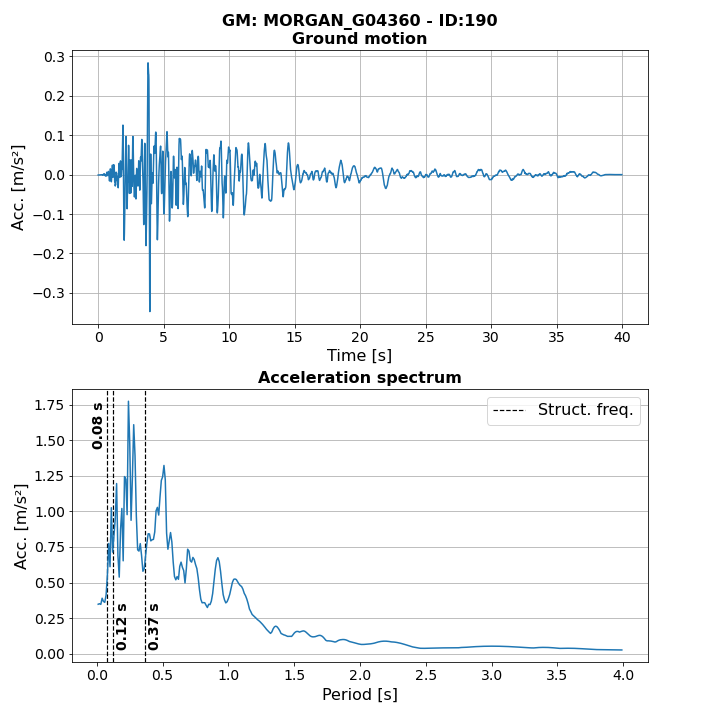 GM: MORGAN_G04360 - ID:190
Ground motion
0.3
0.2
0.1
0.0
−0.1
−0.2
−0.3
Acc. [m/s²]
0 5 10 15 20 25 30 35 40
Time [s]
Acceleration spectrum
1.75
1.50
1.25
1.00
0.75
0.50
0.25
0.00
Acc. [m/s²]
0.08 s
0.12 s
0.37 s
Struct. freq.
0.0 0.5 1.0 1.5 2.0 2.5 3.0 3.5 4.0
Period [s]